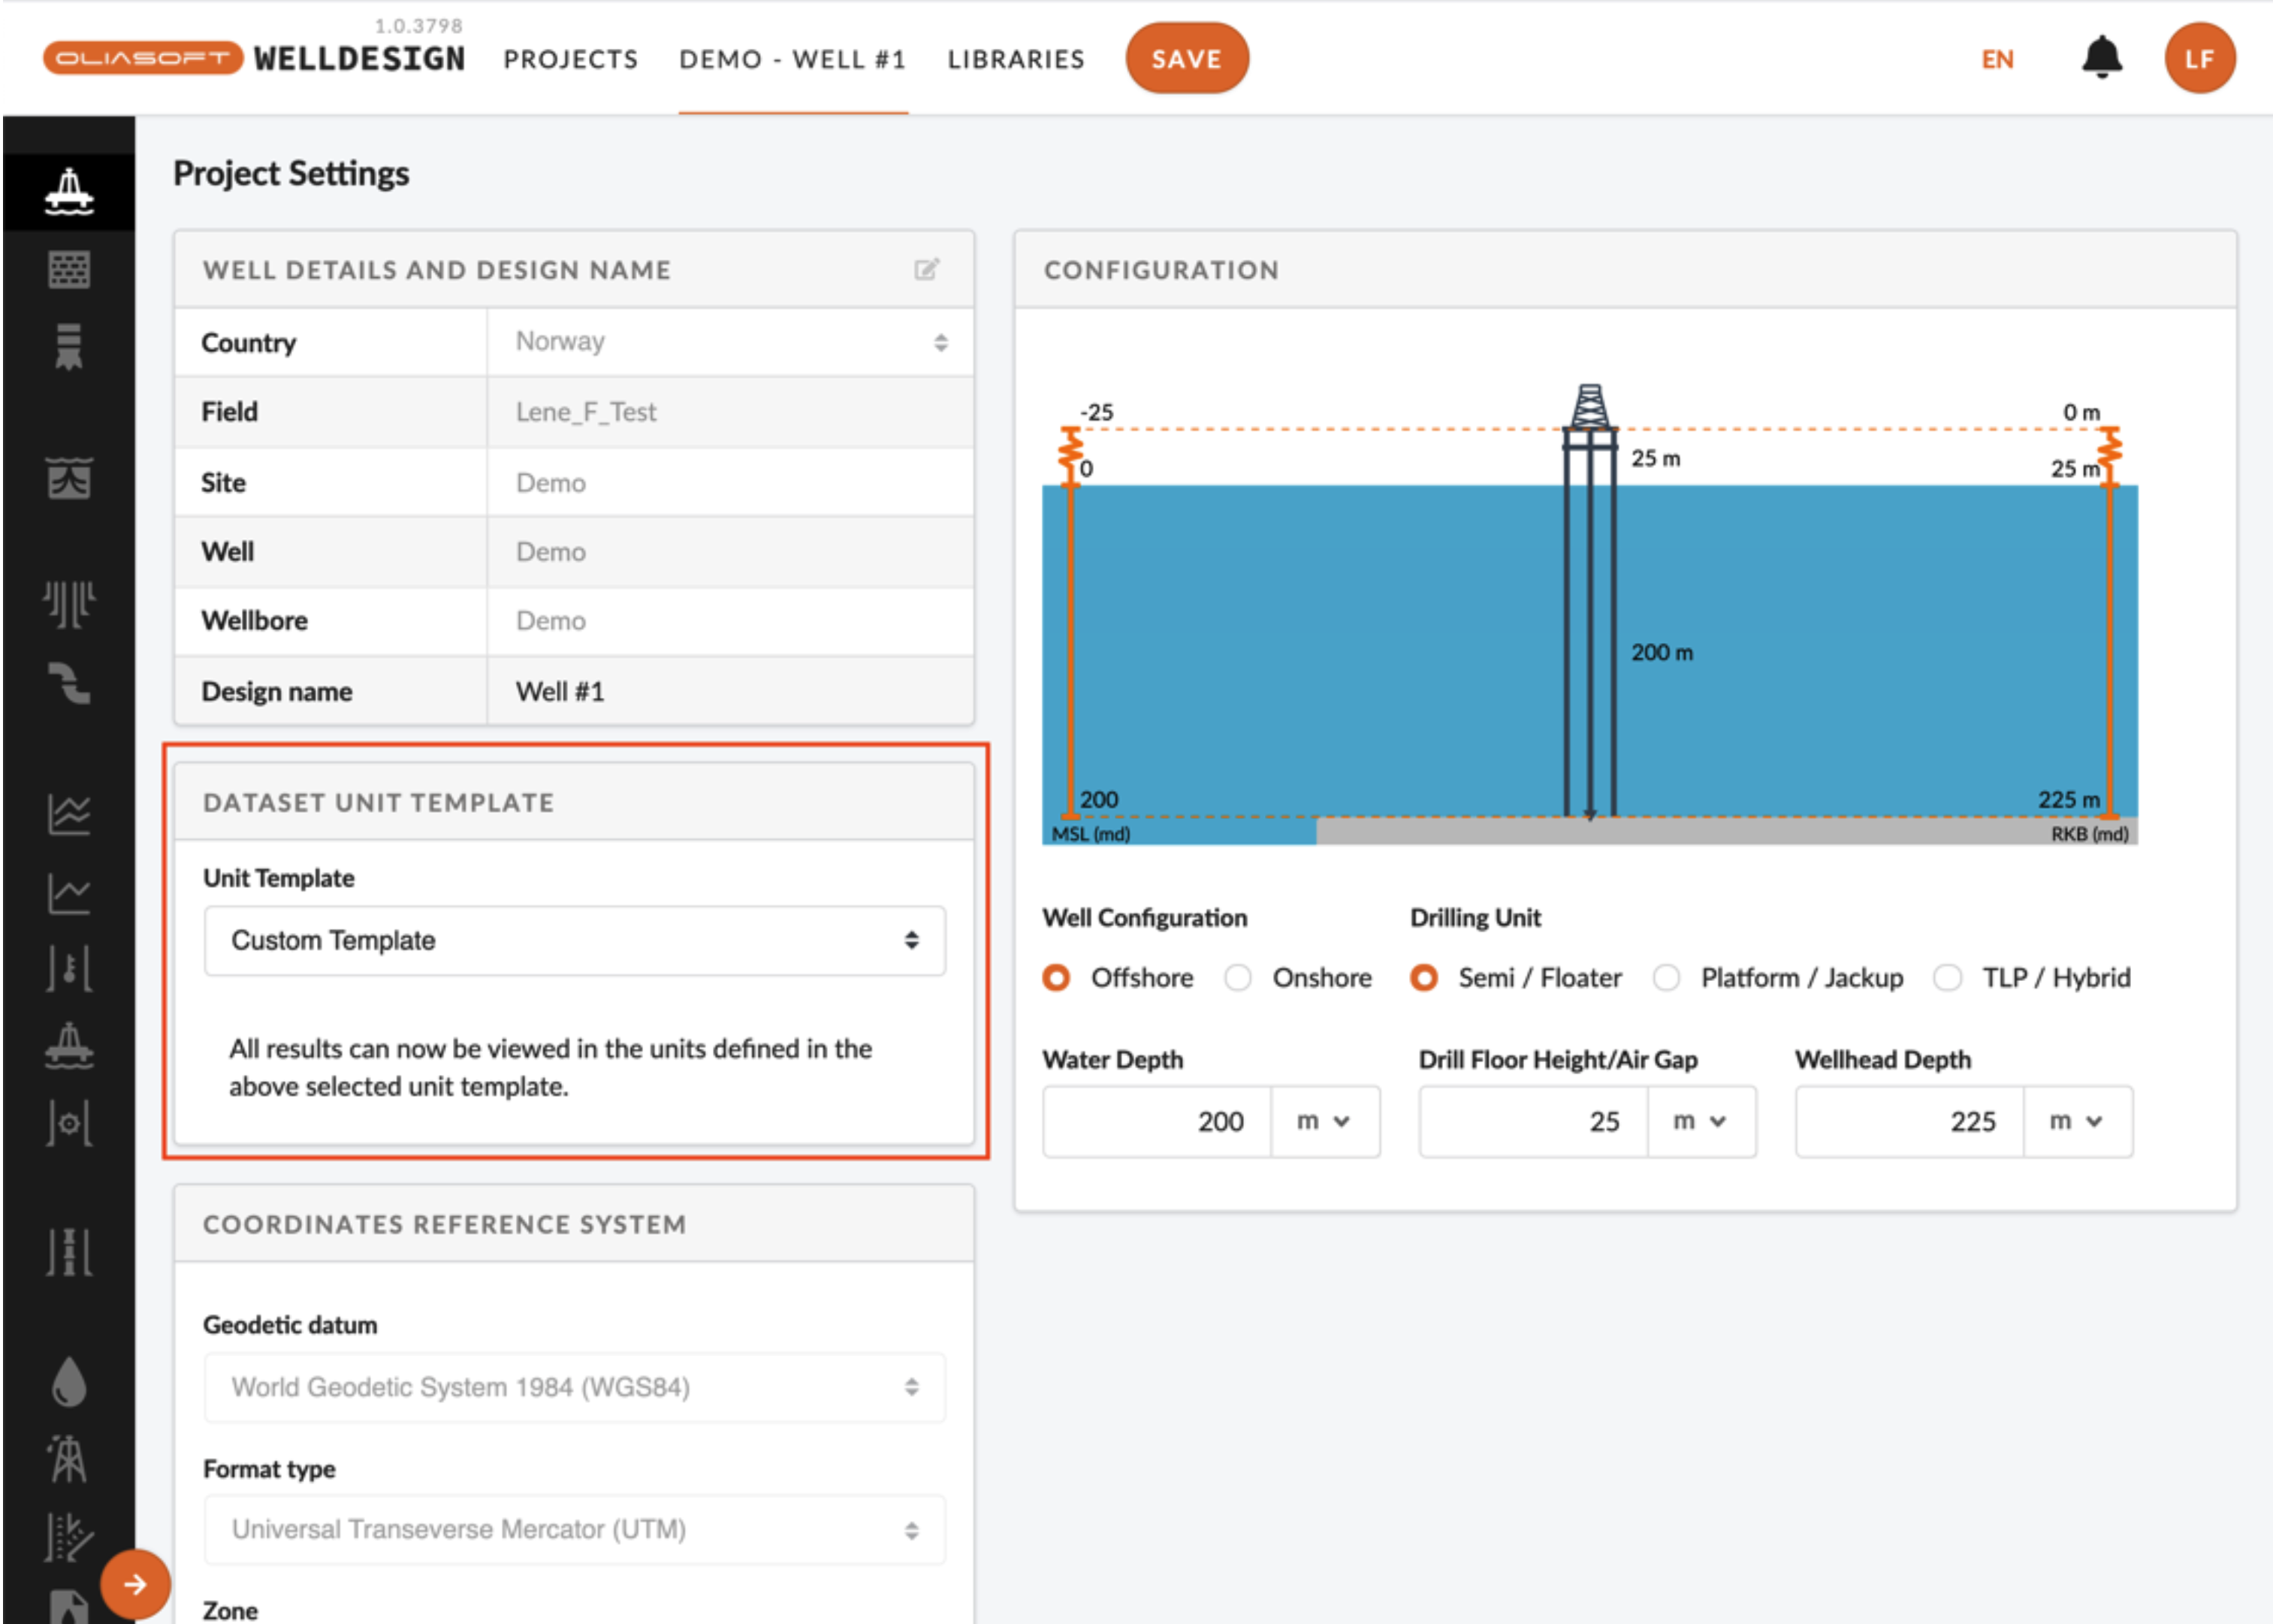 1.0.3798
OLIASOFT WELLDESIGN PROJECTS DEMO - WELL #1 LIBRARIES SAVE EN LF
Project Settings
WELL DETAILS AND DESIGN NAME
Country Norway
Field Lene_F_Test
Site Demo
Well Demo
Wellbore Demo
Design name Well #1
DATASET UNIT TEMPLATE
Unit Template
Custom Template
All results can now be viewed in the units defined in the
above selected unit template.
COORDINATES REFERENCE SYSTEM
Geodetic datum
World Geodetic System 1984 (WGS84)
Format type
Universal Transeverse Mercator (UTM)
Zone
CONFIGURATION
-25 0 m
25 m
0 25 m
200 m
200 225 m
MSL (md) RKB (md)
Well Configuration Drilling Unit
Offshore Onshore Semi / Floater Platform / Jackup TLP / Hybrid
Water Depth Drill Floor Height/Air Gap Wellhead Depth
200 m 25 m 225 m